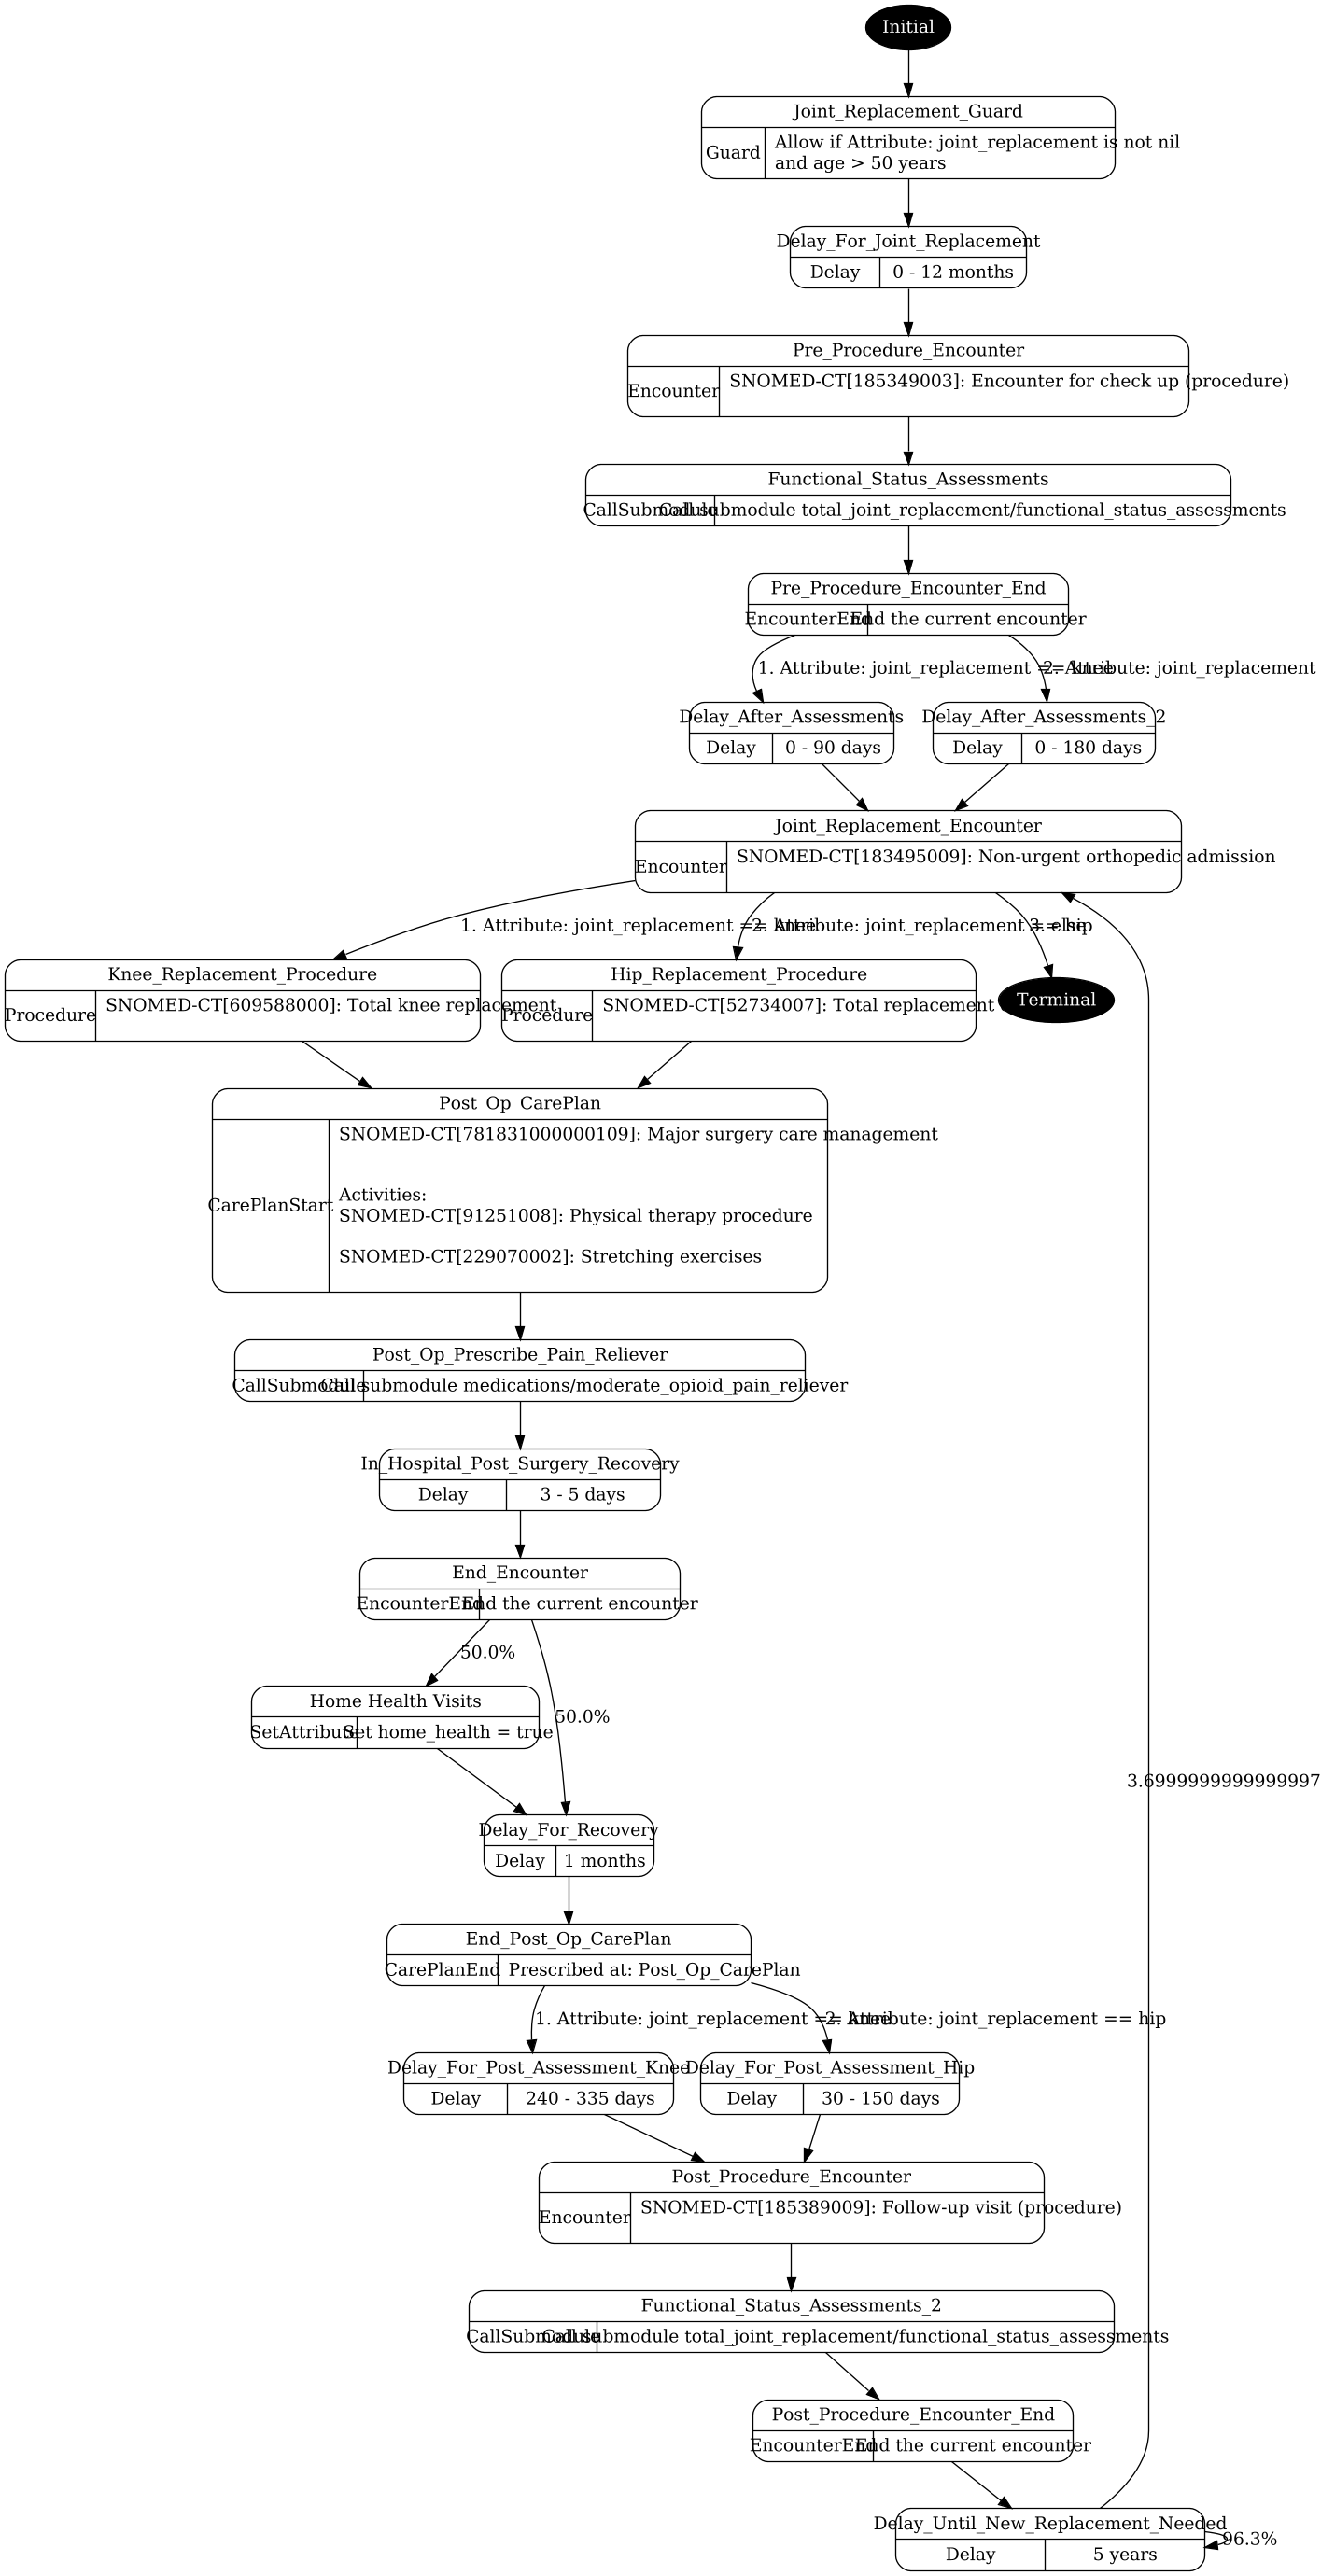 Initial
Joint_Replacement_Guard
Guard
Allow if Attribute: joint_replacement is not nil
and age > 50 years
Delay_For_Joint_Replacement
Delay
0 - 12 months
Pre_Procedure_Encounter
Encounter
SNOMED-CT[185349003]: Encounter for check up (procedure)
Functional_Status_Assessments
CallSubmodule
Call submodule total_joint_replacement/functional_status_assessments
Pre_Procedure_Encounter_End
EncounterEnd
End the current encounter
1. Attribute: joint_replacement == knee
2. Attribute: joint_replacement
Delay_After_Assessments
Delay
0 - 90 days
Delay_After_Assessments_2
Delay
0 - 180 days
Joint_Replacement_Encounter
Encounter
SNOMED-CT[183495009]: Non-urgent orthopedic admission
1. Attribute: joint_replacement == knee
2. Attribute: joint_replacement == hip
3. else
Knee_Replacement_Procedure
Procedure
SNOMED-CT[609588000]: Total knee replacement
Hip_Replacement_Procedure
Procedure
SNOMED-CT[52734007]: Total replacement
Terminal
Post_Op_CarePlan
CarePlanStart
SNOMED-CT[781831000000109]: Major surgery care management
Activities:
SNOMED-CT[91251008]: Physical therapy procedure
SNOMED-CT[229070002]: Stretching exercises
Post_Op_Prescribe_Pain_Reliever
CallSubmodule
Call submodule medications/moderate_opioid_pain_reliever
In_Hospital_Post_Surgery_Recovery
Delay
3 - 5 days
End_Encounter
EncounterEnd
End the current encounter
50.0%
Home Health Visits
SetAttribute
Set home_health = true
50.0%
3.6999999999999997
Delay_For_Recovery
Delay
1 months
End_Post_Op_CarePlan
CarePlanEnd
Prescribed at: Post_Op_CarePlan
1. Attribute: joint_replacement == knee
2. Attribute: joint_replacement == hip
Delay_For_Post_Assessment_Knee
Delay
240 - 335 days
Delay_For_Post_Assessment_Hip
Delay
30 - 150 days
Post_Procedure_Encounter
Encounter
SNOMED-CT[185389009]: Follow-up visit (procedure)
Functional_Status_Assessments_2
CallSubmodule
Call submodule total_joint_replacement/functional_status_assessments
Post_Procedure_Encounter_End
EncounterEnd
End the current encounter
Delay_Until_New_Replacement_Needed
Delay
5 years
96.3%